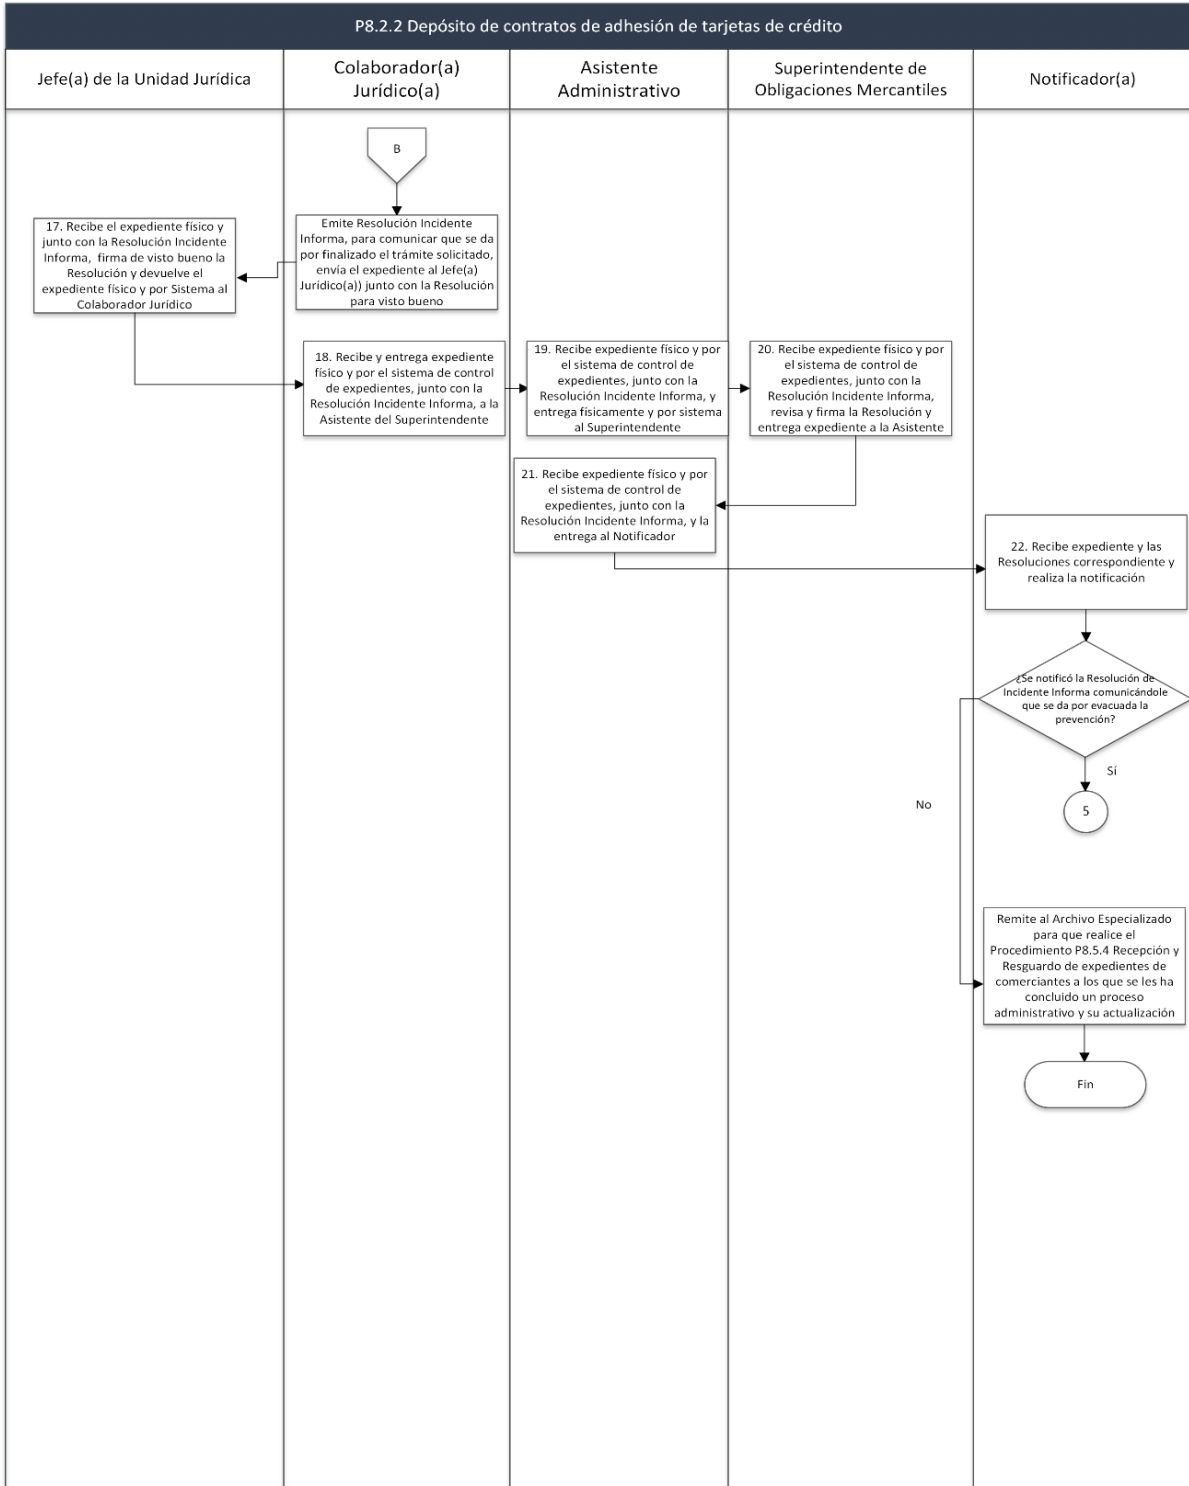 P8.2.2 Depósito de contratos de adhesión de tarjetas de crédito
Jefe(a) de la Unidad Jurídica
Colaborador(a)
Jurídico(a)
Asistente
Administrativo
Superintendente de
Obligaciones Mercantiles
Notificador(a)
B
Emite Resolución Incidente
Informa, para comunicar que se da
por finalizado el trámite solicitado,
envía el expediente al Jefe(a)
Jurídico(a)) junto con la Resolución
para visto bueno
17. Recibe el expediente físico y
junto con la Resolución Incidente
Informa,  firma de visto bueno la
Resolución y devuelve el
expediente físico y por Sistema al
Colaborador Jurídico
18. Recibe y entrega expediente
físico y por el sistema de control
de expedientes, junto con la
Resolución Incidente Informa, a la
Asistente del Superintendente
19. Recibe expediente físico y por
el sistema de control de
expedientes, junto con la
Resolución Incidente Informa, y
entrega físicamente y por sistema
al Superintendente
20. Recibe expediente físico y por
el sistema de control de
expedientes, junto con la
Resolución Incidente Informa,
revisa y firma la Resolución y
entrega expediente a la Asistente
21. Recibe expediente físico y por
el sistema de control de
expedientes, junto con la
Resolución Incidente Informa, y la
entrega al Notificador
22. Recibe expediente y las
Resoluciones correspondiente y
realiza la notificación
¿Se notificó la Resolución de
Incidente Informa comunicándole
que se da por evacuada la
prevención?
Sí
No
5
Remite al Archivo Especializado
para que realice el
Procedimiento P8.5.4 Recepción y
Resguardo de expedientes de
comerciantes a los que se les ha
concluido un proceso
administrativo y su actualización
Fin